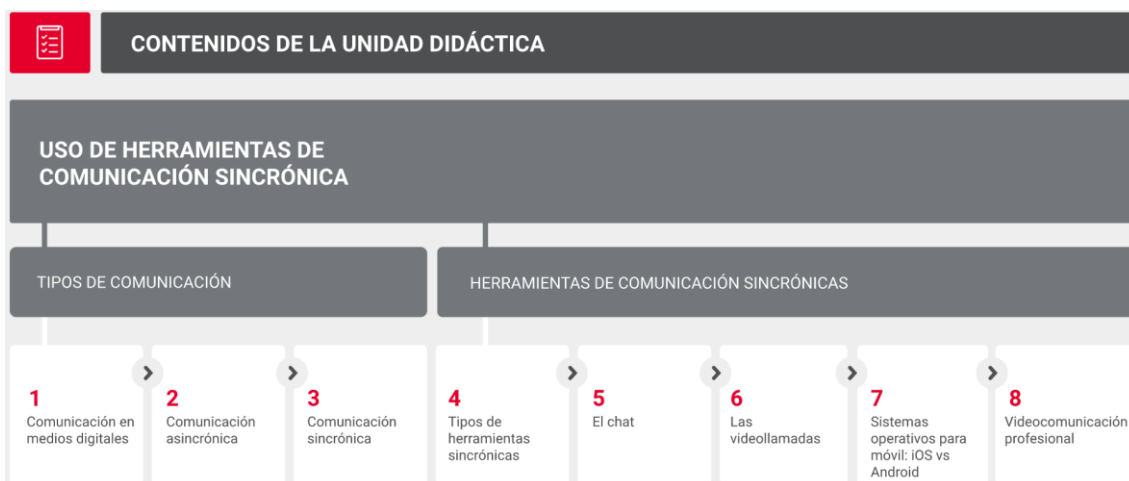 CONTENIDOS DE LA UNIDAD DIDÁCTICA
USO DE HERRAMIENTAS DE
COMUNICACIÓN SINCRÓNICA
TIPOS DE COMUNICACIÓN
HERRAMIENTAS DE COMUNICACIÓN SINCRÓNICAS
1
Comunicación en
medios digitales
2
Comunicación
asincrónica
3
Comunicación
sincrónica
4
Tipos de
herramientas
sincrónicas
5
El chat
6
Las
videollamadas
7
Sistemas
operativos para
móvil: iOS vs
Android
8
Videocomunicación
profesional